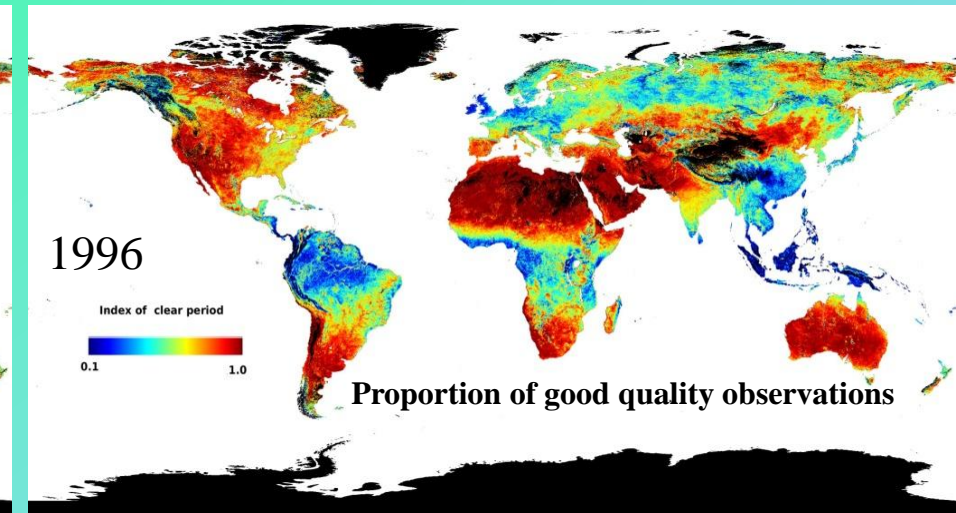 1996
Index of clear period
0.1 1.0
Proportion of good quality observations